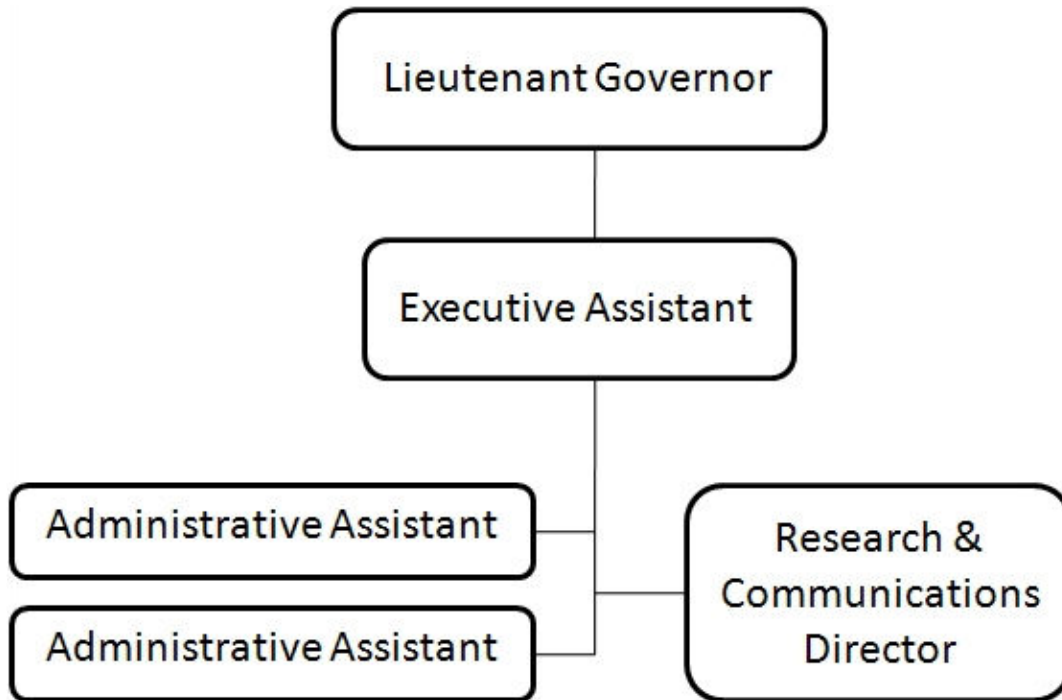 Lieutenant Governor
Executive Assistant
Administrative Assistant
Administrative Assistant
Research &
Communications
Director